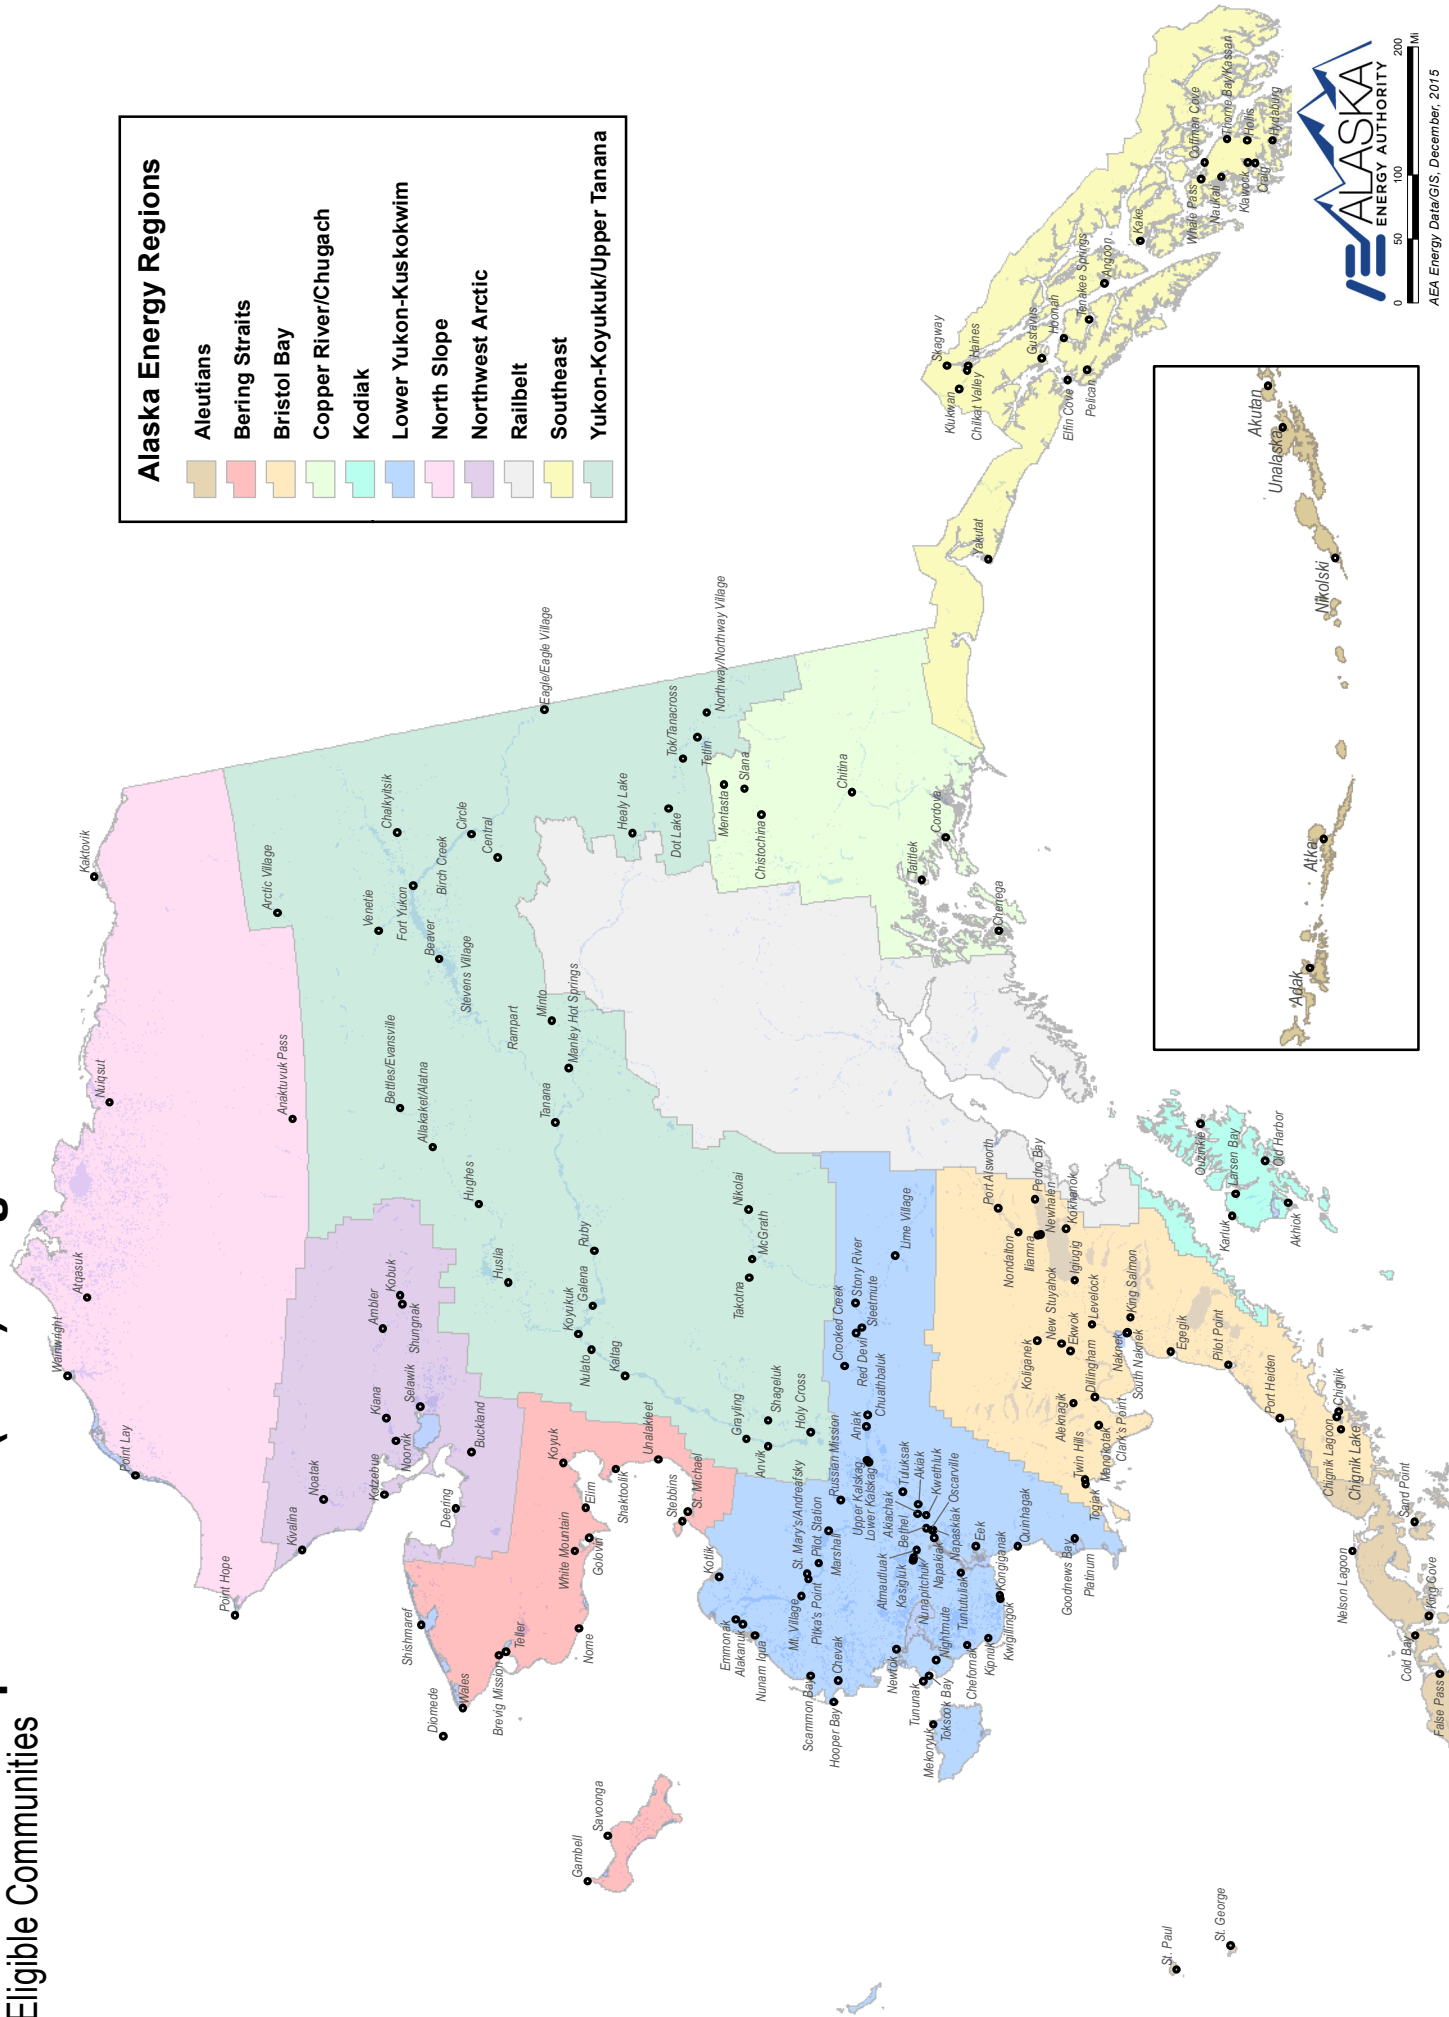 Eligible Communities
Alaska Energy Regions
Aleutians
Bering Straits
Bristol Bay
Copper River/Chugach
Kodiak
Lower Yukon-Kuskokwim
North Slope
Northwest Arctic
Railbelt
Southeast
Yukon-Koyukuk/Upper Tanana
Kaktovik
Nuiqsut
Anaktuvuk Pass
Atqasuk
Wainwright
Point Lay
Point Hope
Kivalina
Noatak
Kotzebue
Noorvik
Kiana
Selawik
Ambler
Kobuk
Shungnak
Buckland
Deering
Shishmaref
Diomede
Wales
Brevig Mission
Teller
Nome
White Mountain
Golovin
Elim
Koyuk
Shaktoolik
Unalakleet
Stebbins
St. Michael
Gambell
Savoonga
Arctic Village
Venetie
Chalkyitsik
Fort Yukon
Birch Creek
Circle
Central
Beaver
Stevens Village
Rampart
Minto
Manley Hot Springs
Tanana
Bettles/Evansville
Allakaket/Alatna
Hughes
Huslia
Ruby
Galena
Koyukuk
Nulato
Kaltag
Eagle/Eagle Village
Healy Lake
Dot Lake
Tok/Tanacross
Tetlin
Northway/Northway Village
Nikolai
McGrath
Takotna
Grayling
Anvik
Shageluk
Holy Cross
Mentasta
Slana
Chistochina
Chitina
Cordova
Tatitlek
Chenega
Kotlik
Emmonak
Alakanuk
Nunam Iqua
Mt. Village
Pitka's Point
St. Mary's/Andreafsky
Pilot Station
Marshall
Russian Mission
Scammon Bay
Hooper Bay
Chevak
Upper Kalskag
Lower Kalskag
Aniak
Chuathbaluk
Crooked Creek
Red Devil
Sleetmute
Stony River
Lime Village
Tuluksak
Akiak
Akiachak
Kwethluk
Bethel
Oscarville
Napaskiak
Napakiak
Atmautluak
Kasigluk
Nunapitchuk
Tuntutuliak
Eek
Quinhagak
Kongiganak
Kwigillingok
Kipnuk
Chefornak
Nightmute
Newtok
Tununak
Toksook Bay
Mekoryuk
Goodnews Bay
Platinum
Port Alsworth
Nondalton
Pedro Bay
Iliamna
Newhalen
Kokhanok
Igiugig
New Stuyahok
Koliganek
Ekwok
Levelock
King Salmon
Naknek
South Naknek
Dillingham
Aleknagik
Clark's Point
Manokotak
Twin Hills
Togiak
Egegik
Pilot Point
Port Heiden
Chignik
Chignik Lagoon
Chignik Lake
Ouzinkie
Larsen Bay
Karluk
Old Harbor
Akhiok
Sand Point
Nelson Lagoon
King Cove
Cold Bay
False Pass
St. Paul
St. George
Yakutat
Skagway
Haines
Klukwan
Chilkat Valley
Gustavus
Hoonah
Elfin Cove
Pelican
Tenakee Springs
Angoon
Kake
Whale Pass
Coffman Cove
Naukati
Thorne Bay/Kassan
Klawock
Hollis
Craig
Hydaburg
Akutan
Unalaska
Nikolski
Atka
Adak
ALASKA
ENERGY AUTHORITY
0 50 100 200
Mi
AEA Energy Data/GIS, December, 2015